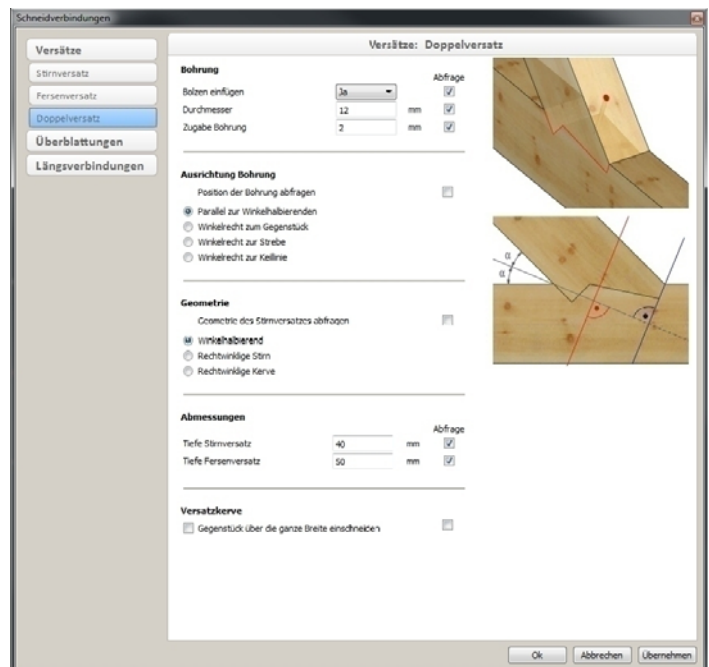 Schneidverbindungen
Versätze
Stirnversatz
Fersenversatz
Doppelversatz
Überblattungen
Längsverbindungen
Versätze: Doppelversatz
Bohrung
Abfrage
Bolzen einfügen Ja
Durchmesser 12 mm
Zugabe Bohrung 2 mm
Ausrichtung Bohrung
Position der Bohrung abfragen
Parallel zur Winkelhalbierenden
Winkelrecht zum Gegenstück
Winkelrecht zur Strebe
Winkelrecht zur Keillinie
Geometrie
Geometrie des Stirnversatzes abfragen
Winkelhalbierend
Rechtwinklige Stirn
Rechtwinklige Kerve
Abmessungen
Abfrage
Tiefe Stirnversatz 40 mm
Tiefe Fersenversatz 50 mm
Versatzkerve
Gegenstück über die ganze Breite einschneiden
α
α
Ok Abbrechen Übernehmen